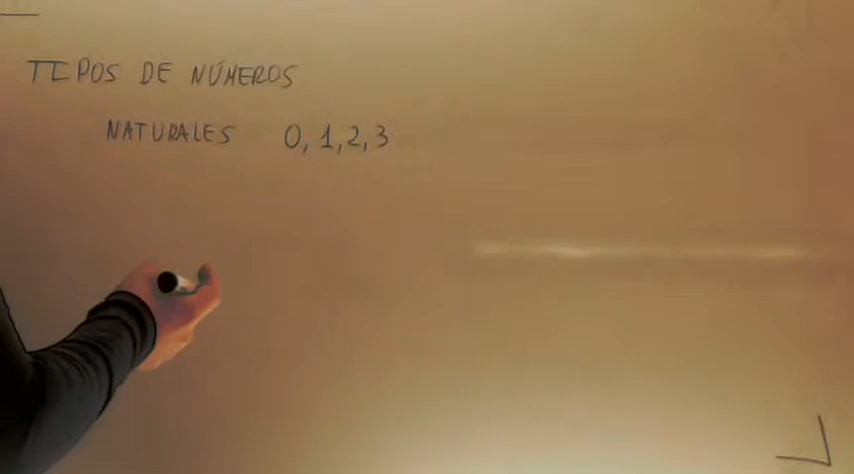 TIPOS DE NÚMEROS
NATURALES 0, 1, 2, 3